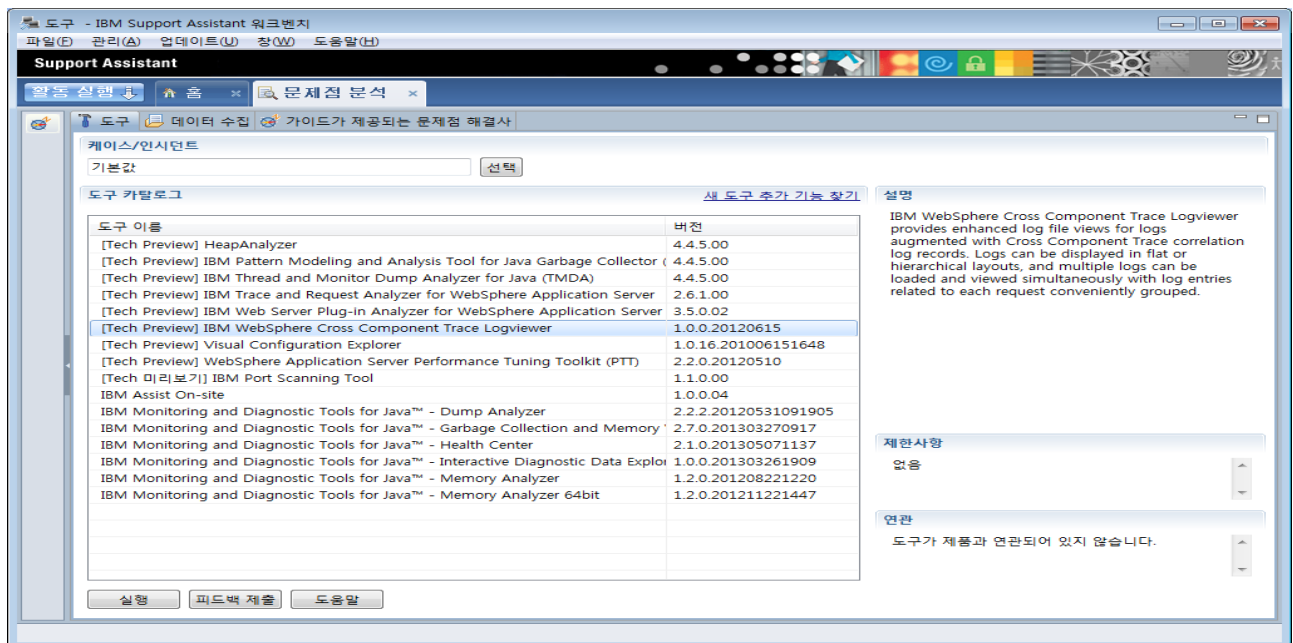 도구 - IBM Support Assistant 워크벤치
파일(F) 관리(A) 업데이트(U) 창(W) 도움말(H)
Support Assistant
활동 실행 홈 문제점 분석
도구 데이터 수집 가이드가 제공되는 문제점 해결사
케이스/인시던트
기본값 선택
도구 카탈로그 새 도구 추가 기능 찾기
도구 이름 버전
[Tech Preview] HeapAnalyzer 4.4.5.00
[Tech Preview] IBM Pattern Modeling and Analysis Tool for Java Garbage Collector ( 4.4.5.00
[Tech Preview] IBM Thread and Monitor Dump Analyzer for Java (TMDA) 4.4.5.00
[Tech Preview] IBM Trace and Request Analyzer for WebSphere Application Server 2.6.1.00
[Tech Preview] IBM Web Server Plug-in Analyzer for WebSphere Application Server 3.5.0.02
[Tech Preview] IBM WebSphere Cross Component Trace Logviewer 1.0.0.20120615
[Tech Preview] Visual Configuration Explorer 1.0.16.201006151648
[Tech Preview] WebSphere Application Server Performance Tuning Toolkit (PTT) 2.2.0.20120510
[Tech 미리보기] IBM Port Scanning Tool 1.1.0.00
IBM Assist On-site 1.0.0.04
IBM Monitoring and Diagnostic Tools for Java™ - Dump Analyzer 2.2.2.20120531091905
IBM Monitoring and Diagnostic Tools for Java™ - Garbage Collection and Memory 2.7.0.201303270917
IBM Monitoring and Diagnostic Tools for Java™ - Health Center 2.1.0.201305071137
IBM Monitoring and Diagnostic Tools for Java™ - Interactive Diagnostic Data Explor 1.0.0.201303261909
IBM Monitoring and Diagnostic Tools for Java™ - Memory Analyzer 1.2.0.201208221220
IBM Monitoring and Diagnostic Tools for Java™ - Memory Analyzer 64bit 1.2.0.201211221447
실행 피드백 제출 도움말
설명
IBM WebSphere Cross Component Trace Logviewer
provides enhanced log file views for logs
augmented with Cross Component Trace correlation
log records. Logs can be displayed in flat or
hierarchical layouts, and multiple logs can be
loaded and viewed simultaneously with log entries
related to each request conveniently grouped.
제한사항
없음
연관
도구가 제품과 연관되어 있지 않습니다.